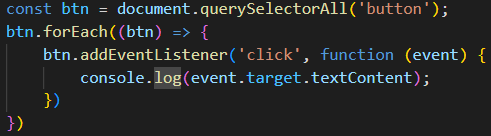 const btn = document.querySelectorAll('button');
btn.forEach((btn) => {
    btn.addEventListener('click', function (event) {
        console.log(event.target.textContent);
    })
})